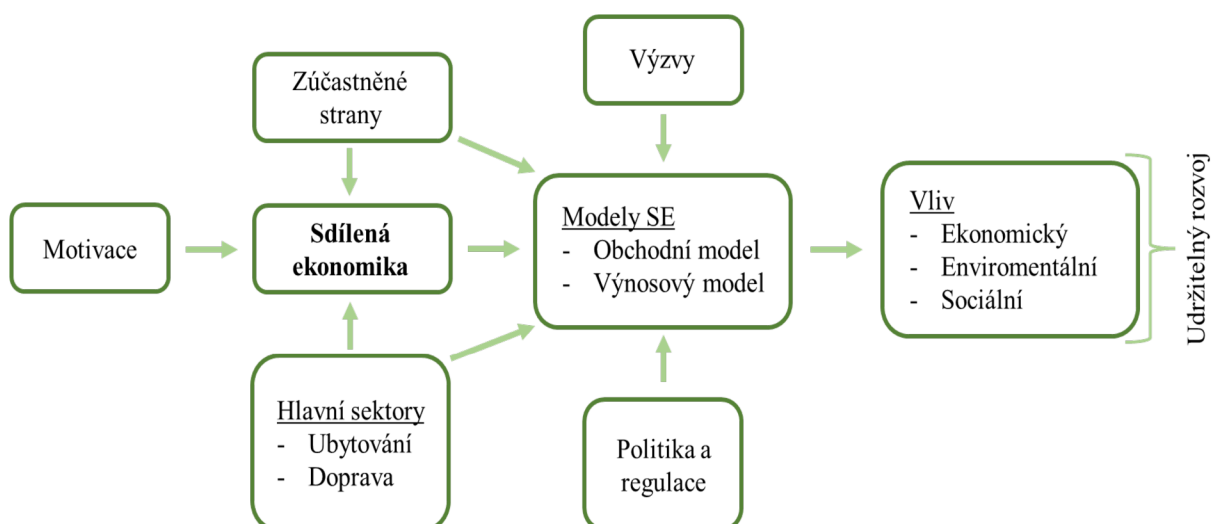 Zúčastněné
strany
Výzvy
Motivace
Sdílená
ekonomika
Modely SE
- Obchodní model
- Výnosový model
Vliv
- Ekonomický
- Enviromentální
- Sociální
Udržitelný rozvoj
Hlavní sektory
- Ubytování
- Doprava
Politika a
regulace